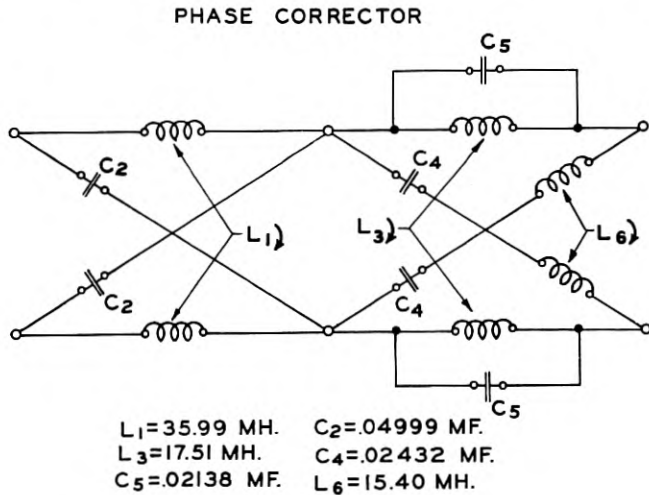 PHASE CORRECTOR
C5
C2
C4
L1
L3
L6
C2
C4
C5
L1=35.99 MH. C2=.04999 MF.
L3=17.51 MH. C4=.02432 MF.
C5=.02138 MF. L6=15.40 MH.